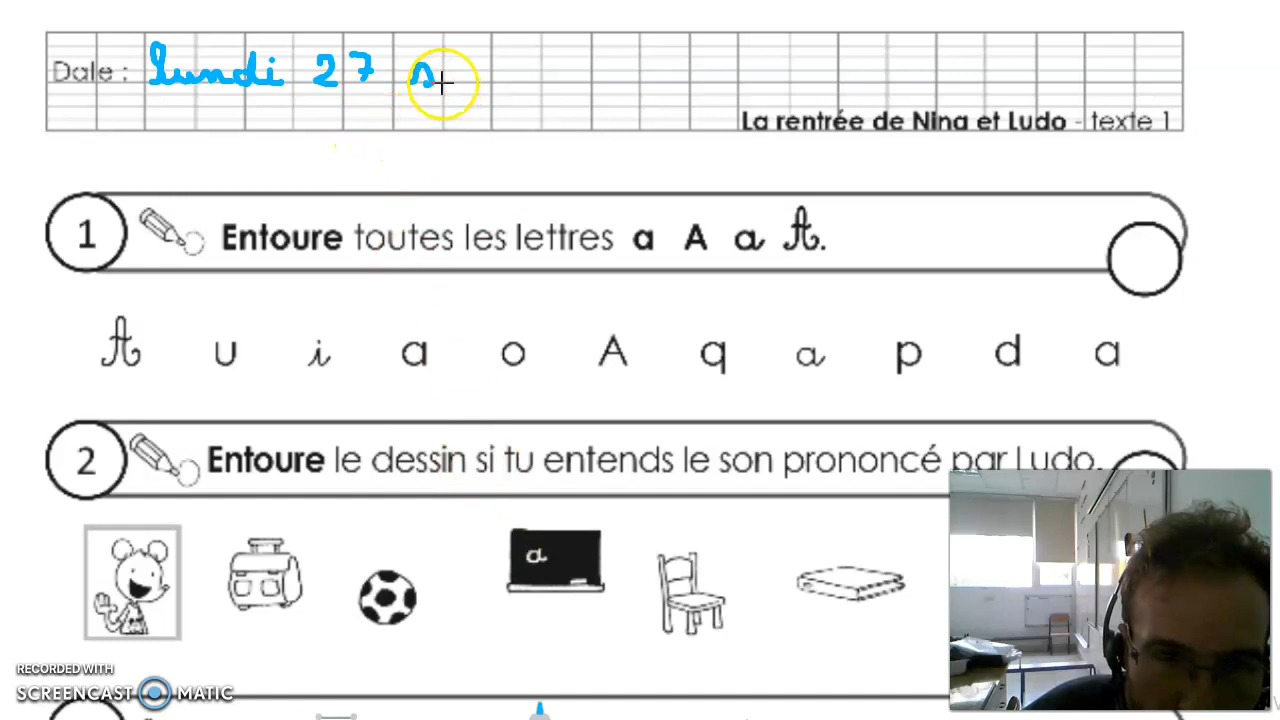 Date : lundi 27 s
La rentrée de Nina et Ludo - texte 1
1 Entoure toutes les lettres a A a A.
A u i a o A q a p d a
2 Entoure le dessin si tu entends le son prononcé par Ludo.
a
RECORDED WITH
SCREENCAST MATIC